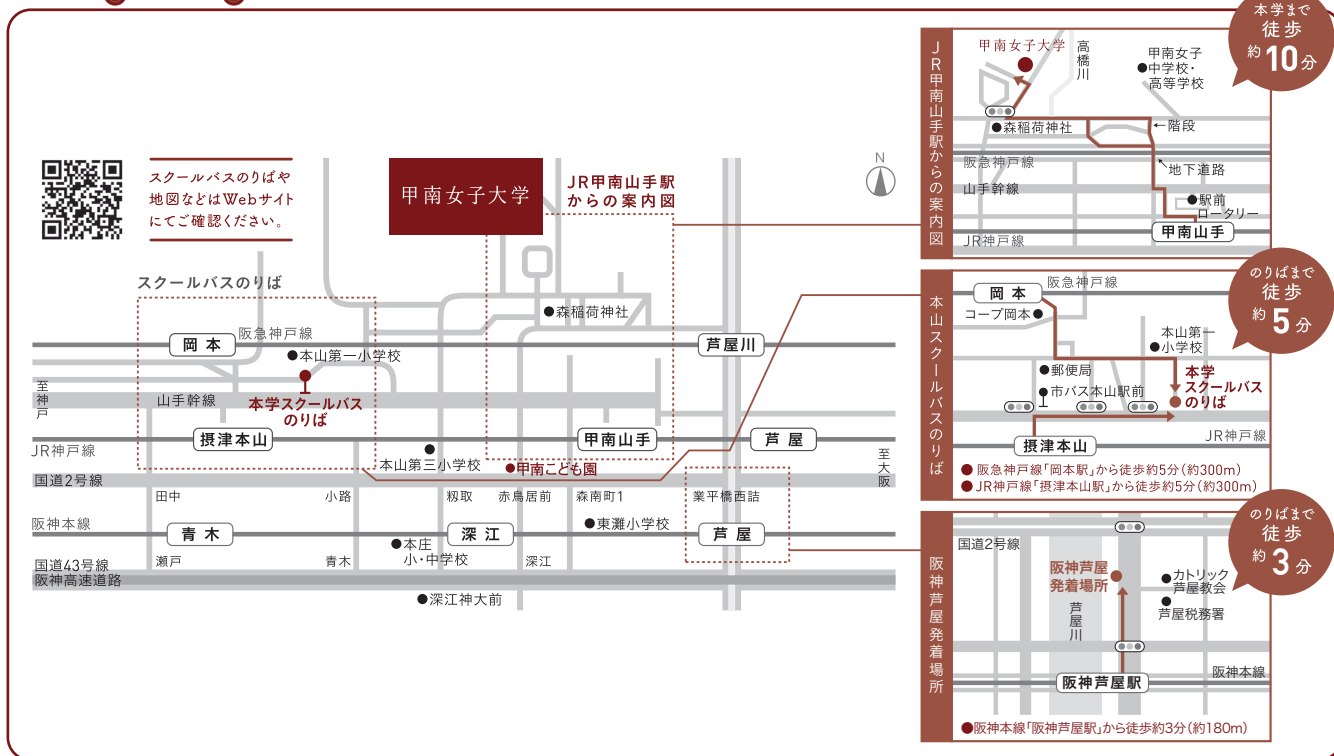 スクールバスのりばや
地図などはWebサイト
にてご確認ください。
甲南女子大学
JR甲南山手駅
からの案内図
N
スクールバスのりば
森稲荷神社
阪急神戸線
岡本
芦屋川
本山第一小学校
至神戸
山手幹線
本学スクールバス
のりば
JR神戸線
摂津本山
甲南山手
芦屋
至大阪
本山第三小学校
甲南こども園
国道2号線
田中
小路
籾取
赤鳥居前
森南町1
業平橋西詰
阪神本線
青木
深江
東灘小学校
芦屋
本庄
小・中学校
瀬戸
青木
深江
国道43号線
阪神高速道路
深江神大前
JR甲南山手駅からの案内図
本学まで
徒歩
約10分
甲南女子大学
高橋川
甲南女子
中学校・
高等学校
森稲荷神社
階段
阪急神戸線
地下道路
山手幹線
駅前
ロータリー
甲南山手
JR神戸線
本山スクールバスのりば
のりばまで
徒歩
約5分
阪急神戸線
岡本
コープ岡本
本山第一
小学校
郵便局
市バス本山駅前
本学
スクールバス
のりば
JR神戸線
摂津本山
阪急神戸線「岡本駅」から徒歩約5分(約300m)
JR神戸線「摂津本山駅」から徒歩約5分(約300m)
阪神芦屋発着場所
のりばまで
徒歩
約3分
国道2号線
阪神芦屋
発着場所
カトリック
芦屋教会
芦屋税務署
芦屋川
阪神本線
阪神芦屋駅
阪神本線「阪神芦屋駅」から徒歩約3分(約180m)